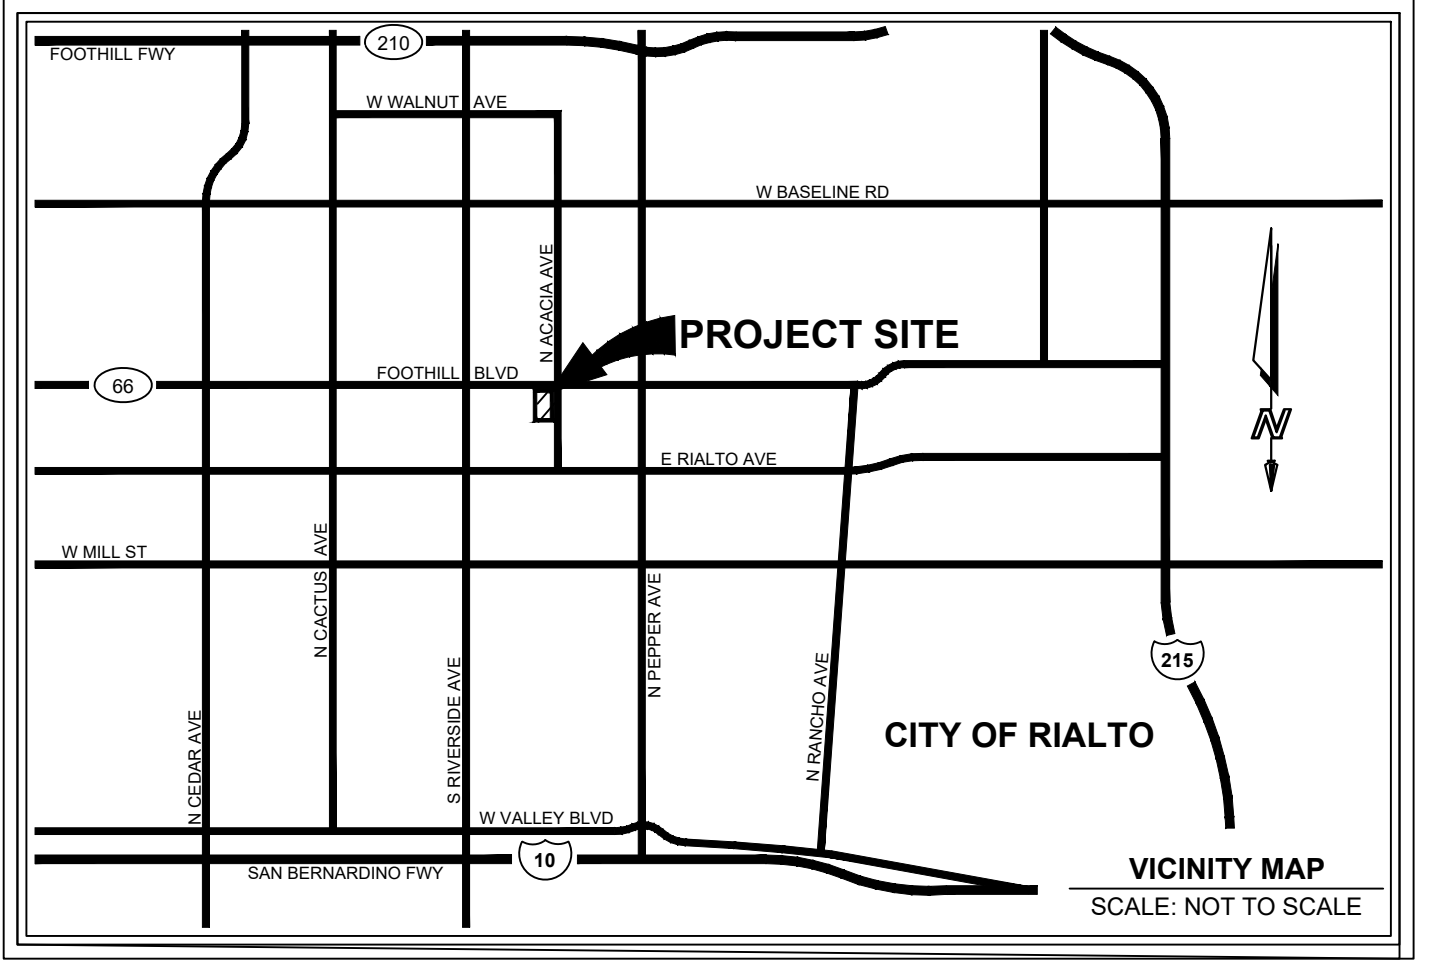 210
FOOTHILL FWY
W WALNUT AVE
W BASELINE RD
N ACACIA AVE
PROJECT SITE
FOOTHILL BLVD
66
N
E RIALTO AVE
W MILL ST
N CACTUS AVE
N PEPPER AVE
215
N RANCHO AVE
S RIVERSIDE AVE
N CEDAR AVE
CITY OF RIALTO
W VALLEY BLVD
10
SAN BERNARDINO FWY
VICINITY MAP
SCALE: NOT TO SCALE